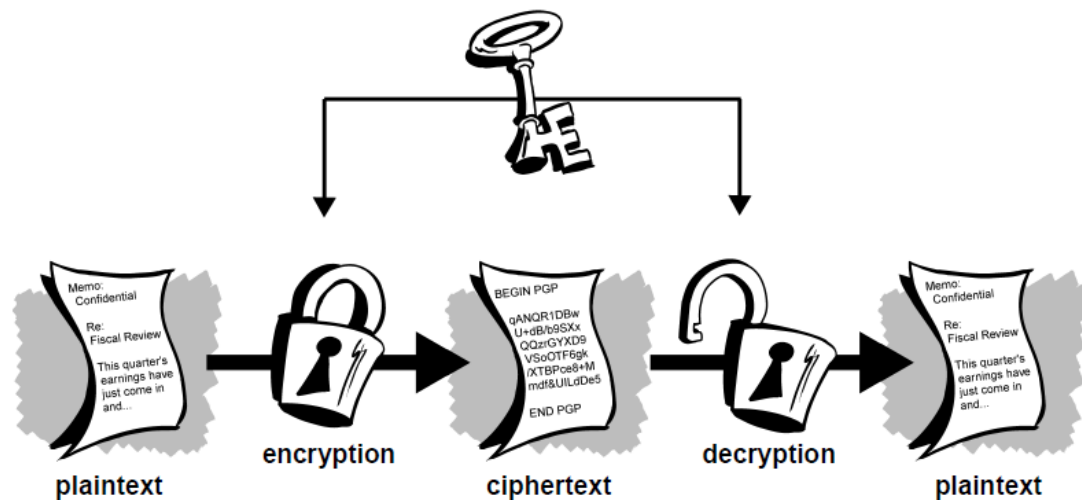 Memo:
Confidential
Re:
Fiscal Review
This quarter's
earnings have
just come in
and...
BEGIN PGP
qANQR1DBw
U+dB/b9SXx
QQzrGYXD9
VSoOTF6gk
iXTBPce8+M
mdf&UILdDe5
END PGP
Memo:
Confidential
Re:
Fiscal Review
This quarter's
earnings have
just come in
and...
encryption
decryption
plaintext
ciphertext
plaintext